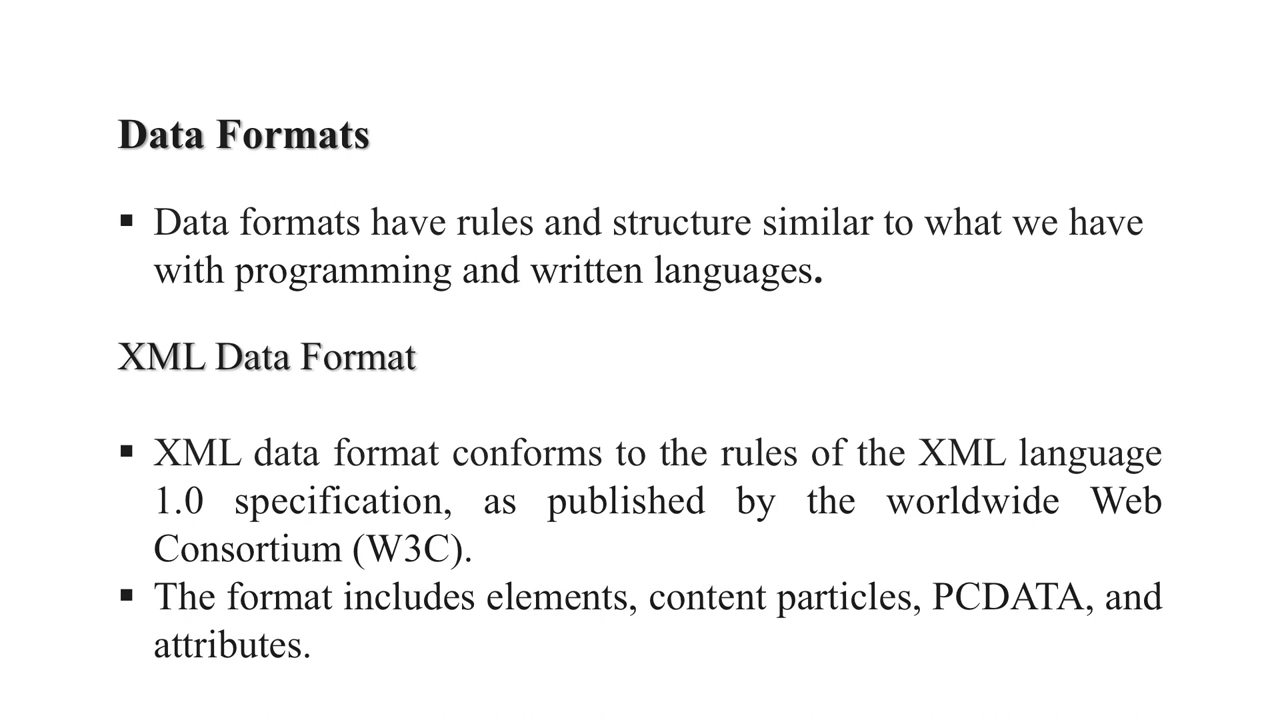 Data Formats
▪ Data formats have rules and structure similar to what we have
with programming and written languages.
XML Data Format
▪ XML data format conforms to the rules of the XML language
1.0 specification, as published by the worldwide Web
Consortium (W3C).
▪ The format includes elements, content particles, PCDATA, and
attributes.